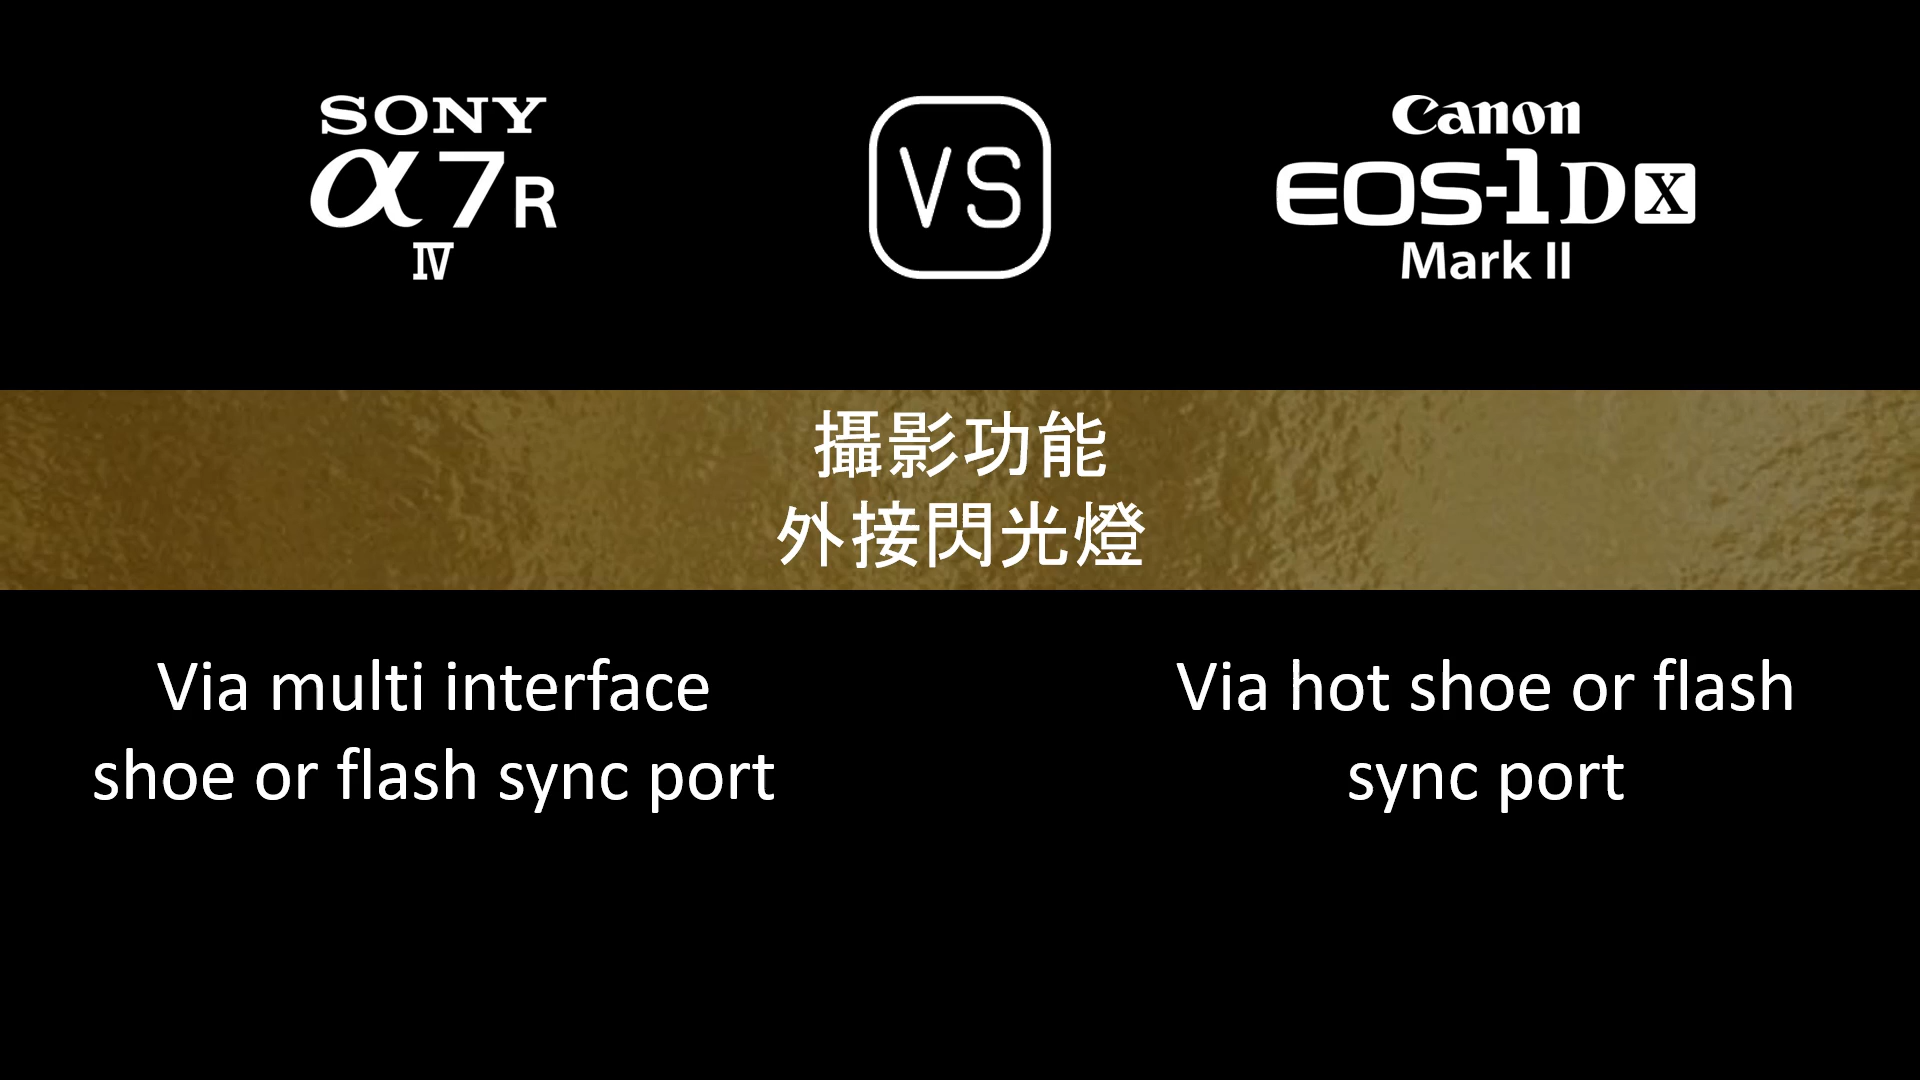 SONY
α7R
IV
VS
Canon
EOS-1DX
Mark II
攝影功能
外接閃光燈
Via multi interface
shoe or flash sync port
Via hot shoe or flash
sync port